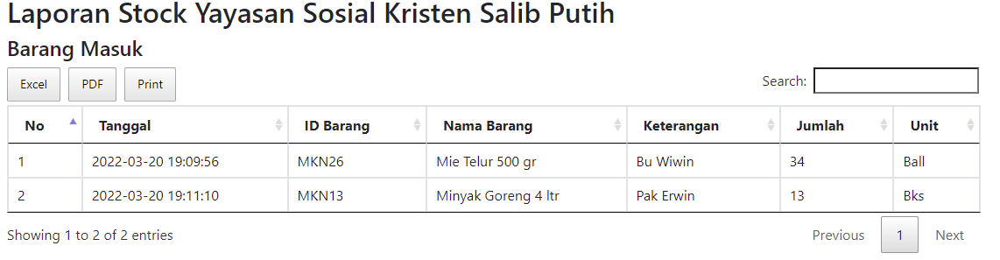 Laporan Stock Yayasan Sosial Kristen Salib Putih
Barang Masuk
Excel PDF Print Search:
No Tanggal ID Barang Nama Barang Keterangan Jumlah Unit
1 2022-03-20 19:09:56 MKN26 Mie Telur 500 gr Bu Wiwin 34 Ball
2 2022-03-20 19:11:10 MKN13 Minyak Goreng 4 ltr Pak Erwin 13 Bks
Showing 1 to 2 of 2 entries Previous 1 Next